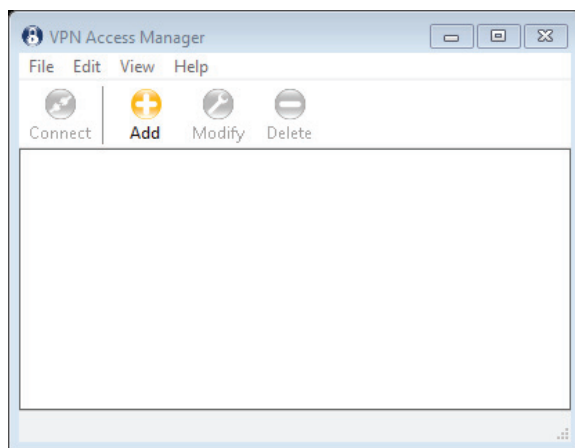 VPN Access Manager
File Edit View Help
Connect Add Modify Delete